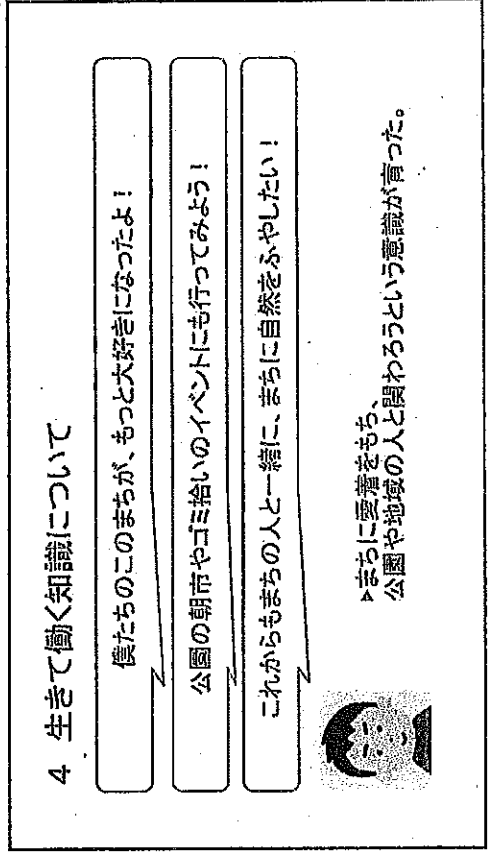 4 生きて働く知識について
僕たちのこのまちが、もっと大好きになったよ!
公園の朝市やゴミ拾いのイベントにも行ってみよう!
これからもまちの人と一緒に、まちに自然をふやしたい!
▶まちに愛着をもち、
公園や地域の人と関わろうという意識が育った。